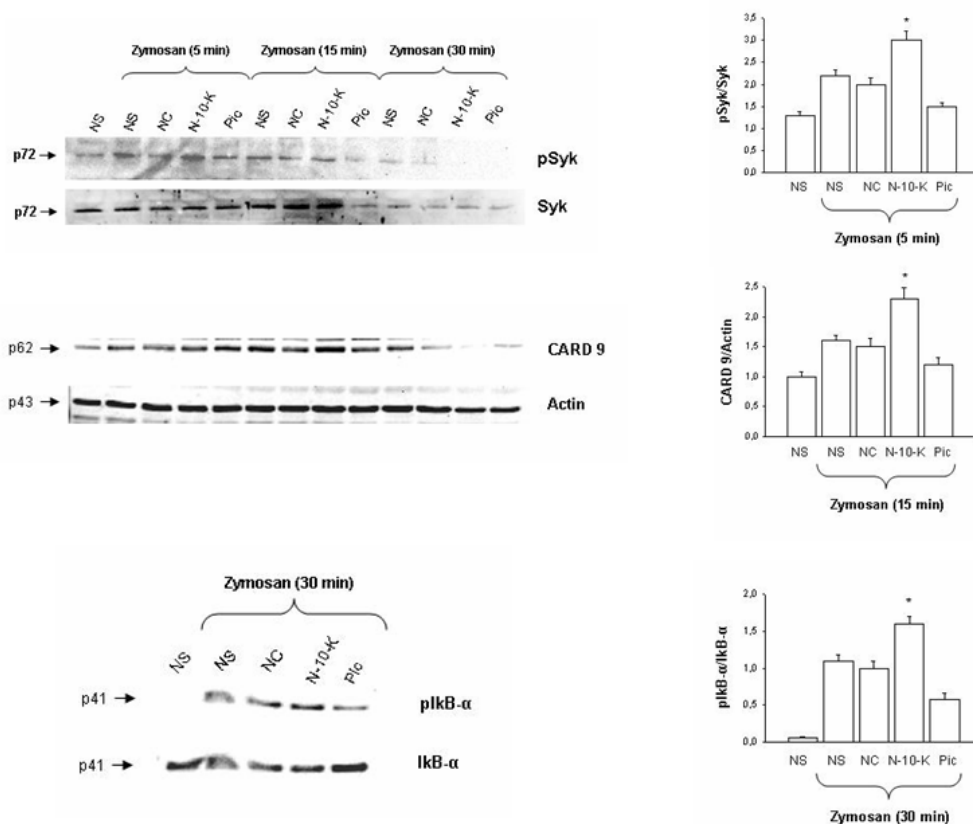 Zymosan (5 min) Zymosan (15 min) Zymosan (30 min)
NS NS NC N-10-K Pic NS NC N-10-K Pic NS NC N-10-K Pic
p72 pSyk
p72 Syk
pSyk/Syk
3,5
3,0
2,5
2,0
1,5
1,0
0,5
0,0
*
NS NS NC N-10-K Pic
Zymosan (5 min)
p62 CARD 9
p43 Actin
CARD 9/Actin
2,5
2,0
1,5
1,0
0,5
0,0
*
NS NS NC N-10-K Pic
Zymosan (15 min)
Zymosan (30 min)
NS NS NC N-10-K Pic
p41 pIkB-α
p41 IkB-α
pIkB-α/IkB-α
2,0
1,5
1,0
0,5
0,0
*
NS NS NC N-10-K Pic
Zymosan (30 min)